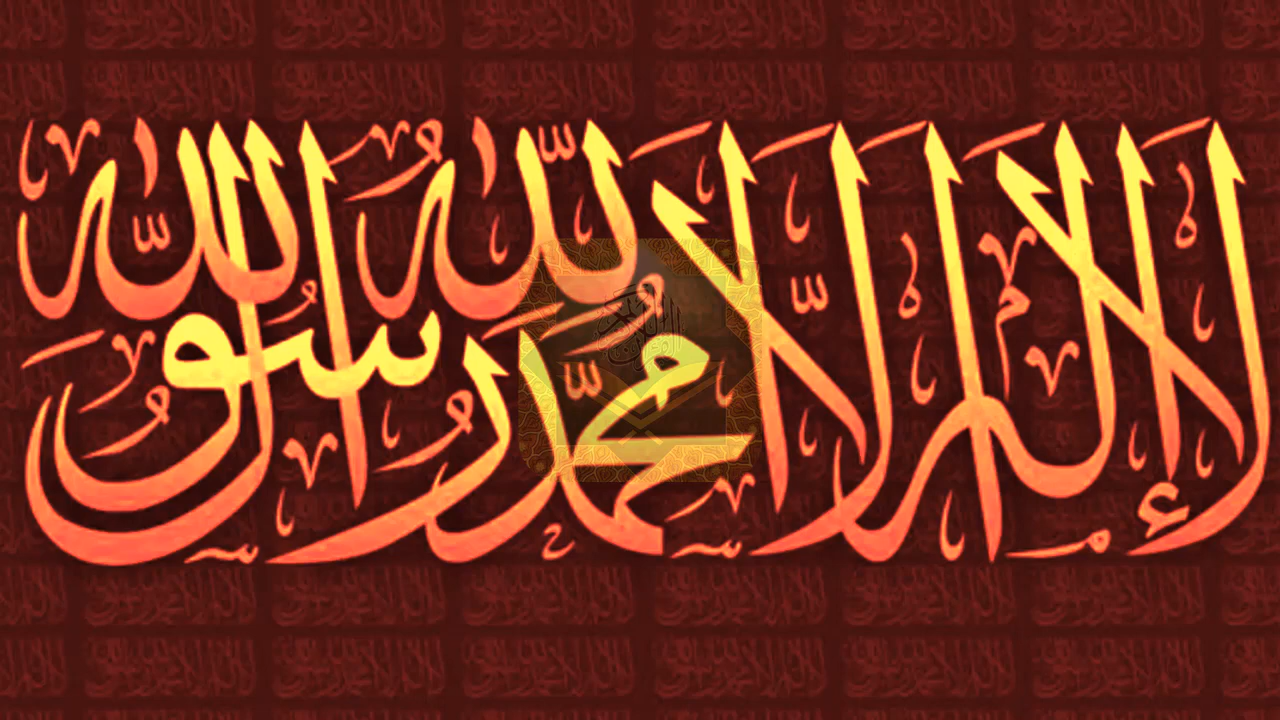 لا إله إلا الله محمد رسول الله